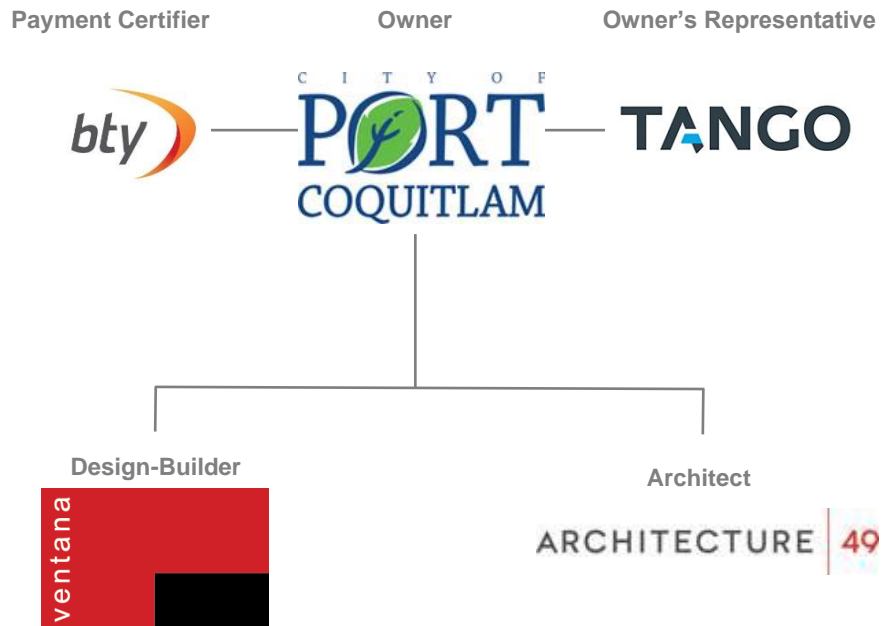 Payment Certifier
Owner
Owner's Representative
bty
CITY OF
PORT
COQUITLAM
TANGO
Design-Builder
ventana
Architect
ARCHITECTURE 49